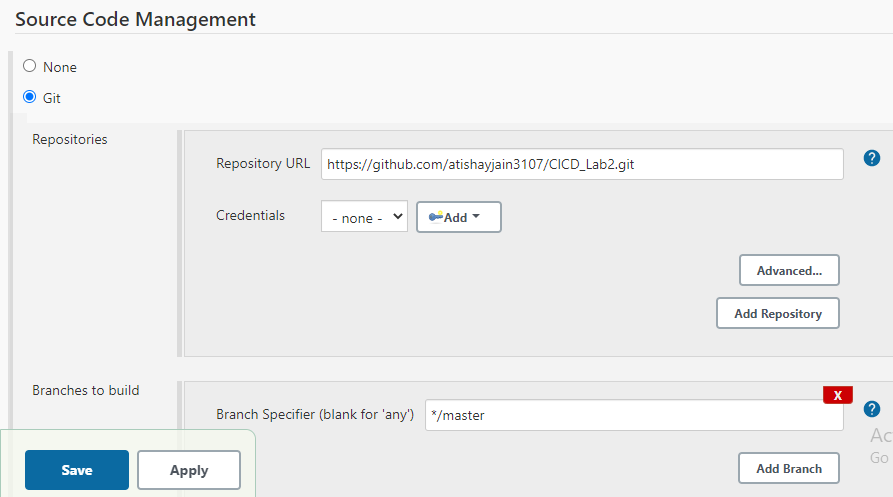 Source Code Management
None
Git
Repositories
Repository URL https://github.com/atishayjain3107/CICD_Lab2.git ?
Credentials - none - Add
Advanced...
Add Repository
Branches to build
X
Branch Specifier (blank for 'any') */master ?
Save Apply
Add Branch
Go